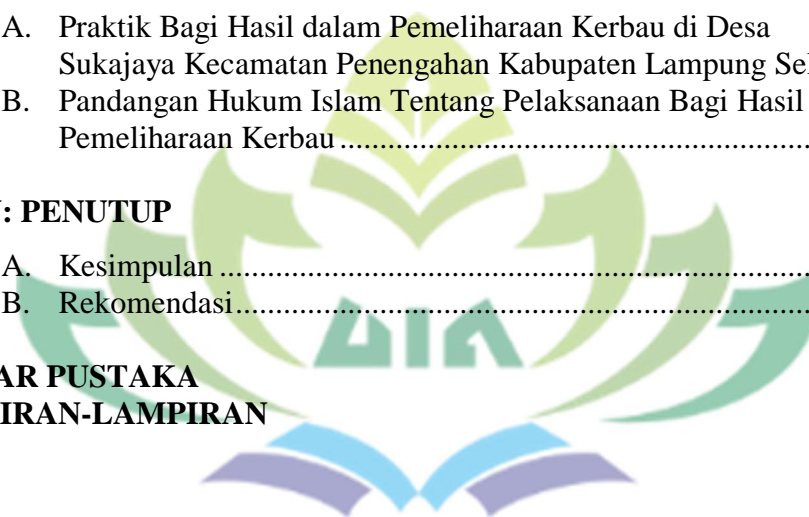 A. Praktik Bagi Hasil dalam Pemeliharaan Kerbau di Desa
Sukajaya Kecamatan Penengahan Kabupaten Lampung Se
B. Pandangan Hukum Islam Tentang Pelaksanaan Bagi Hasil
Pemeliharaan Kerbau ........................................................
: PENUTUP
A. Kesimpulan ........................................................................
B. Rekomendasi......................................................................
AR PUSTAKA
IRAN-LAMPIRAN